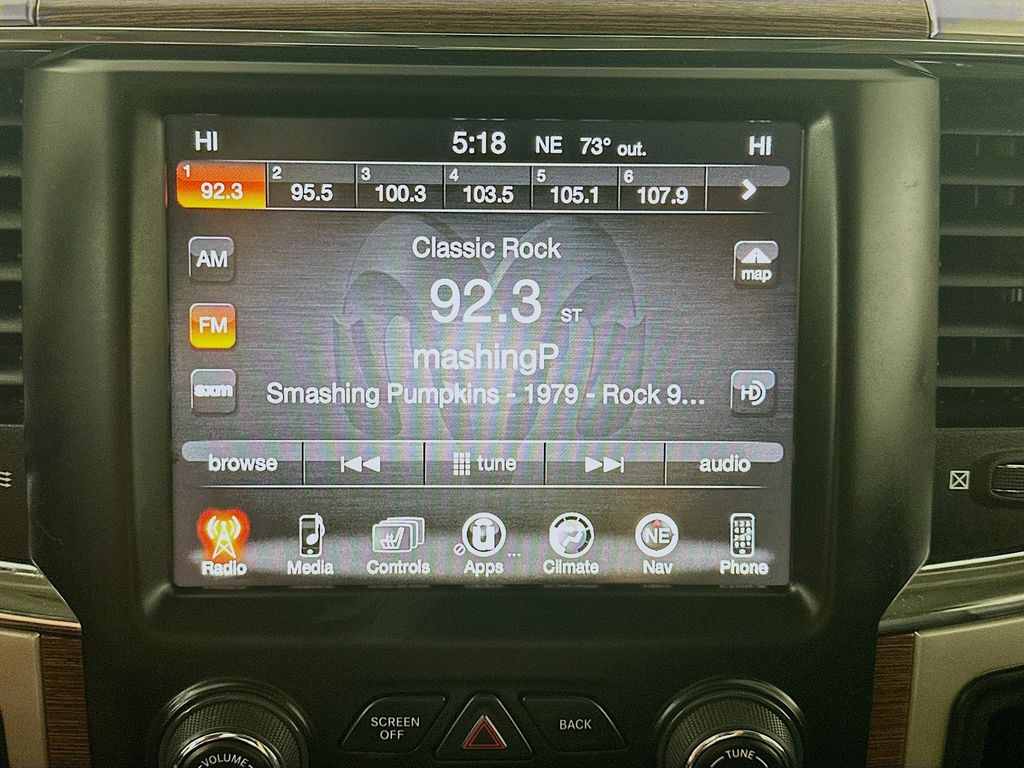 HI 5:18 NE 73° out. HI
1 2 3 4 5 6
92.3 95.5 100.3 103.5 105.1 107.9
Classic Rock
AM
map
92.3 ST
FM
mashingP
sxm Smashing Pumpkins - 1979 - Rock 9... HD
browse tune audio
U NE
Radio Media Controls Apps ... Climate Nav Phone
SCREEN
OFF
BACK
VOLUME
TUNE